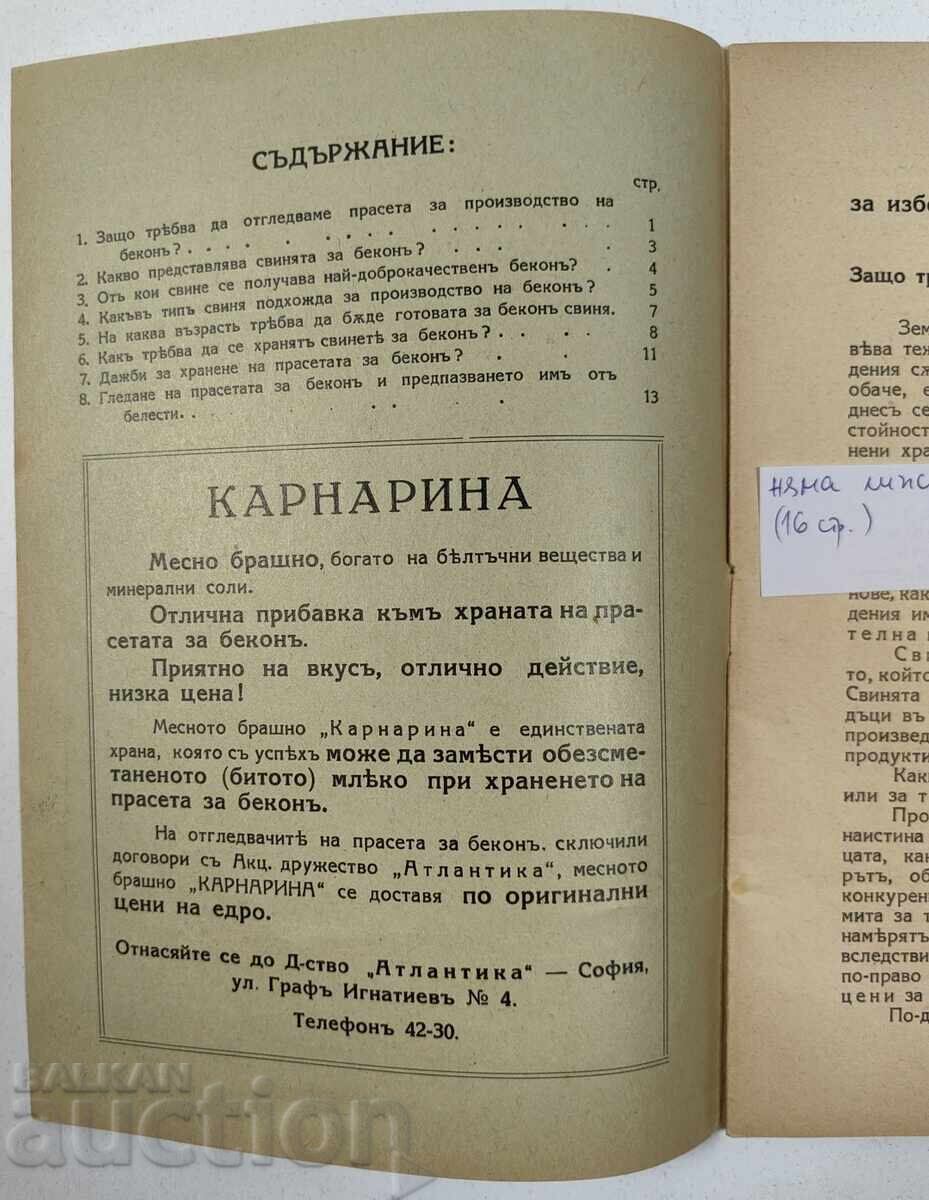 СЪДЪРЖАНИЕ:
стр.
1. Защо трѣбва да отгледваме прасета за производство на
беконъ? . . . . . . . . . . . . . . . 1
2. Какво представлява свинята за беконъ? . . . . 3
3. Отъ кои свине се получава най-доброкачественъ беконъ? . 4
4. Какъвъ типъ свиня подхожда за производство на беконъ? 5
5. На каква възрасть трѣбва да бѫде готовата за беконъ свиня. 7
6. Какъ трѣбва да се хранятъ свинетѣ за беконъ? . . . . 8
7. Дажби за хранене на прасетата за беконъ? . . . 11
8. Гледане на прасетата за беконъ и предпазването имъ отъ
белести. . . . . . 13
КАРНАРИНА
Месно брашно, богато на бѣлтъчни вещества и
минерални соли.
Отлична прибавка къмъ храната на пра-
сетата за беконъ.
Приятно на вкусъ, отлично действие,
низка цена!
Месното брашно „Карнарина“ е единствената
храна, която съ успѣхъ може да замѣсти обезсме-
таненото (битото) млѣко при храненето на
прасета за беконъ.
На отгледвачитѣ на прасета за беконъ. сключили
договори съ Акц. дружество „Атлантика“, месното
брашно „КАРНАРИНА“ се доставя по оригинални
цени на едро.
Отнасяйте се до Д-ство „Атлантика“ — София,
ул. Графъ Игнатиевъ № 4.
Телефонъ 42-30.
за избо
Защо тр
Зем
вѣва теж
дения сѫ
обаче, е
днесъ се
стойност
нени хра
няма липс
(16 стр.)
нове, как
дения им
телна
Сви
то, който
Свинята
дъци въ
произвед
продукти
Как
или за т
Про
наистина
цата, кан
рътъ, об
конкурен
мита за т
намѣрятъ
вследстви
по-право
цени за
По-д
BALKAN
auction